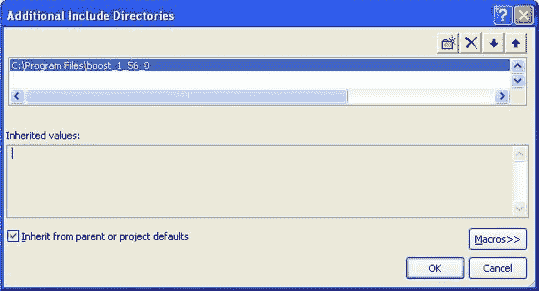 Additional Include Directories
C:\Program Files\boost_1_56_0
Inherited values:
Inherit from parent or project defaults
Macros>>
OK
Cancel